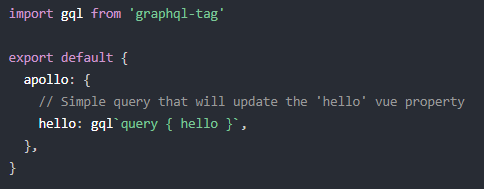 import gql from 'graphql-tag'
export default {
apollo: {
// Simple query that will update the 'hello' vue property
hello: gql`query { hello }`,
},
}